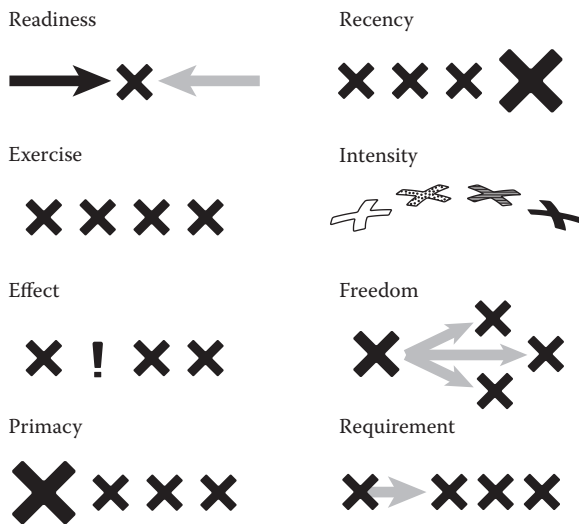 Readiness
Recency
Exercise
Intensity
Effect
Freedom
Primacy
Requirement